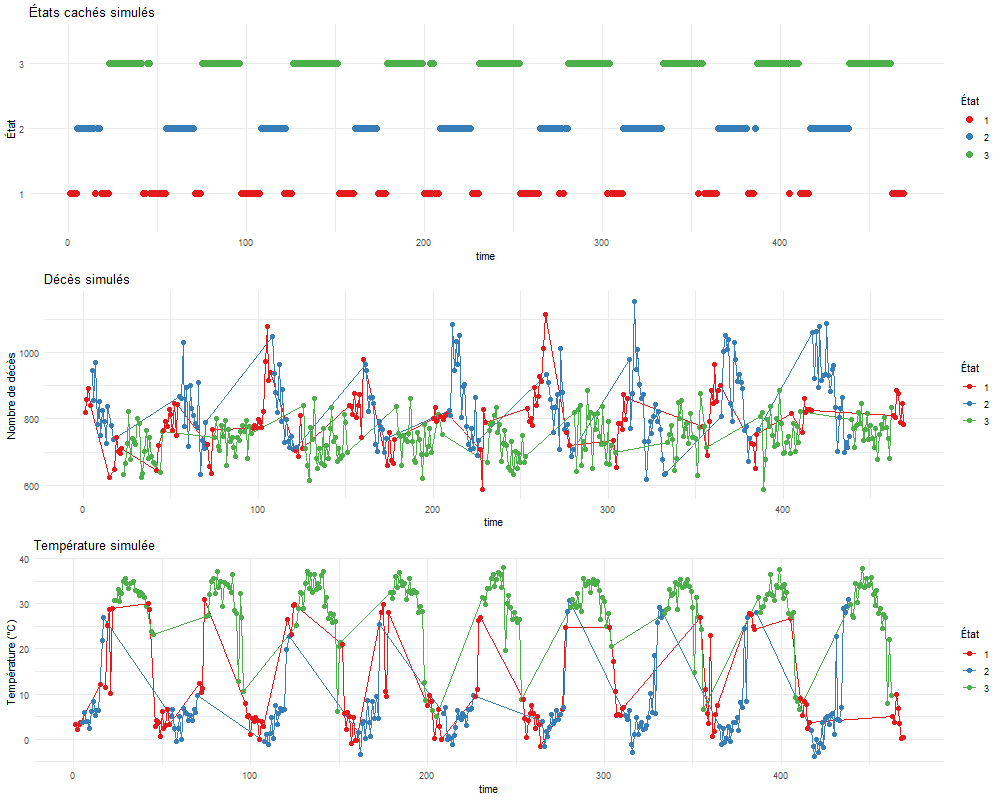 États cachés simulés
État
3
2
1
0
100
200
300
400
time
État
1
2
3
Décès simulés
Nombre de décès
1000
800
600
0
100
200
300
400
time
État
1
2
3
Température simulée
Température (°C)
40
30
20
10
0
0
100
200
300
400
time
État
1
2
3